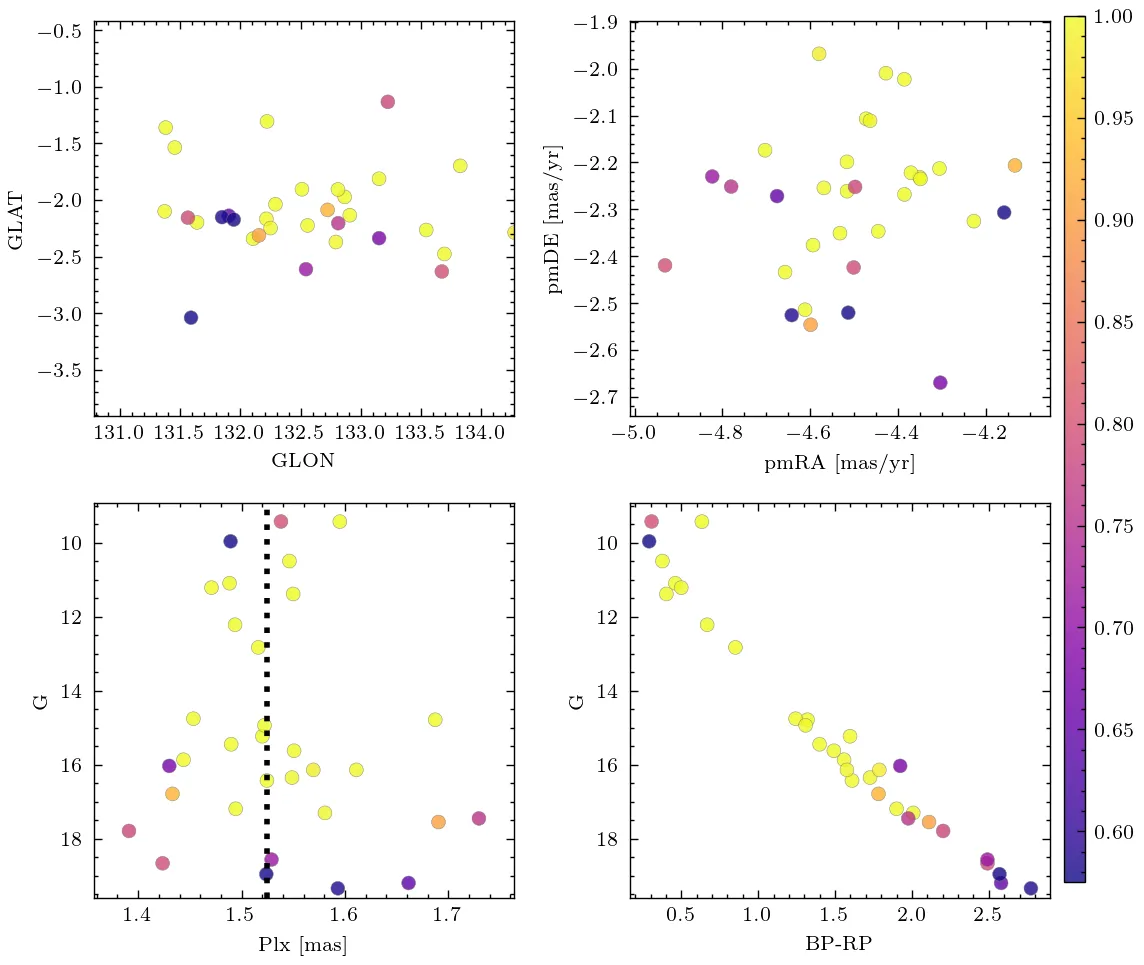 −0.5
−1.0
−1.5
−2.0
−2.5
−3.0
−3.5
GLAT
131.0 131.5 132.0 132.5 133.0 133.5 134.0
GLON
−1.9
−2.0
−2.1
−2.2
−2.3
−2.4
−2.5
−2.6
−2.7
pmDE [mas/yr]
−5.0 −4.8 −4.6 −4.4 −4.2
pmRA [mas/yr]
10
12
14
16
18
G
1.4 1.5 1.6 1.7
Plx [mas]
10
12
14
16
18
G
0.5 1.0 1.5 2.0 2.5
BP-RP
1.00
0.95
0.90
0.85
0.80
0.75
0.70
0.65
0.60